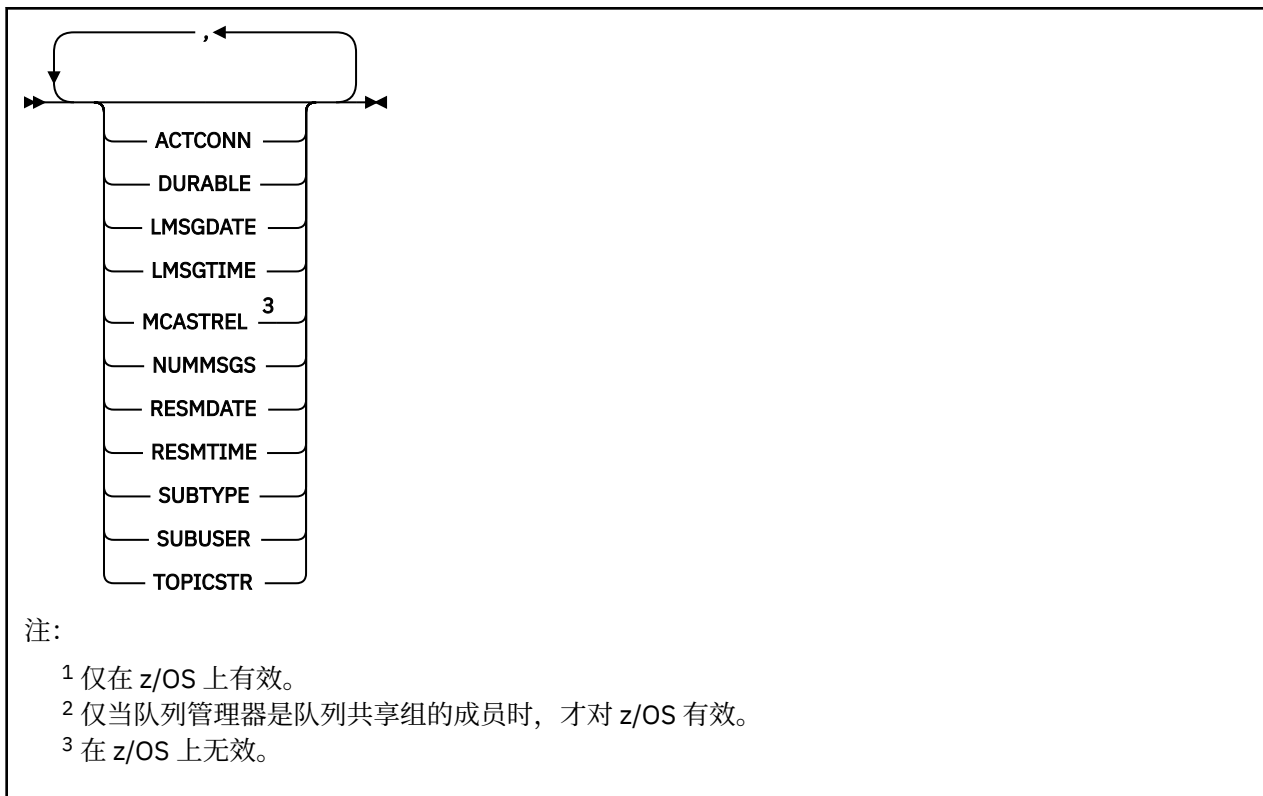 ,
ACTCONN
DURABLE
LMSGDATE
LMSGTIME
MCASTREL 3
NUMMSGS
RESMDATE
RESMTIME
SUBTYPE
SUBUSER
TOPICSTR
注：
1 仅在 z/OS 上有效。
2 仅当队列管理器是队列共享组的成员时，才对 z/OS 有效。
3 在 z/OS 上无效。